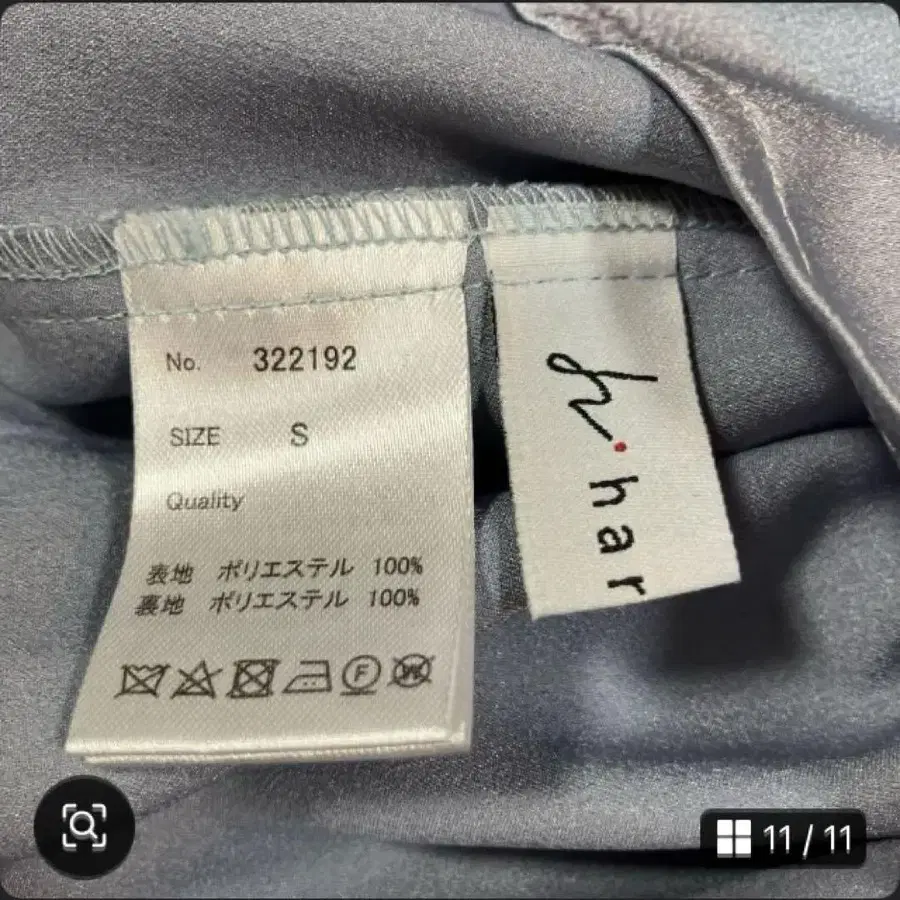 No. 322192
SIZE S
Quality
表地 ポリエステル 100%
裏地 ポリエステル 100%
F
W
h.
har
11 / 11